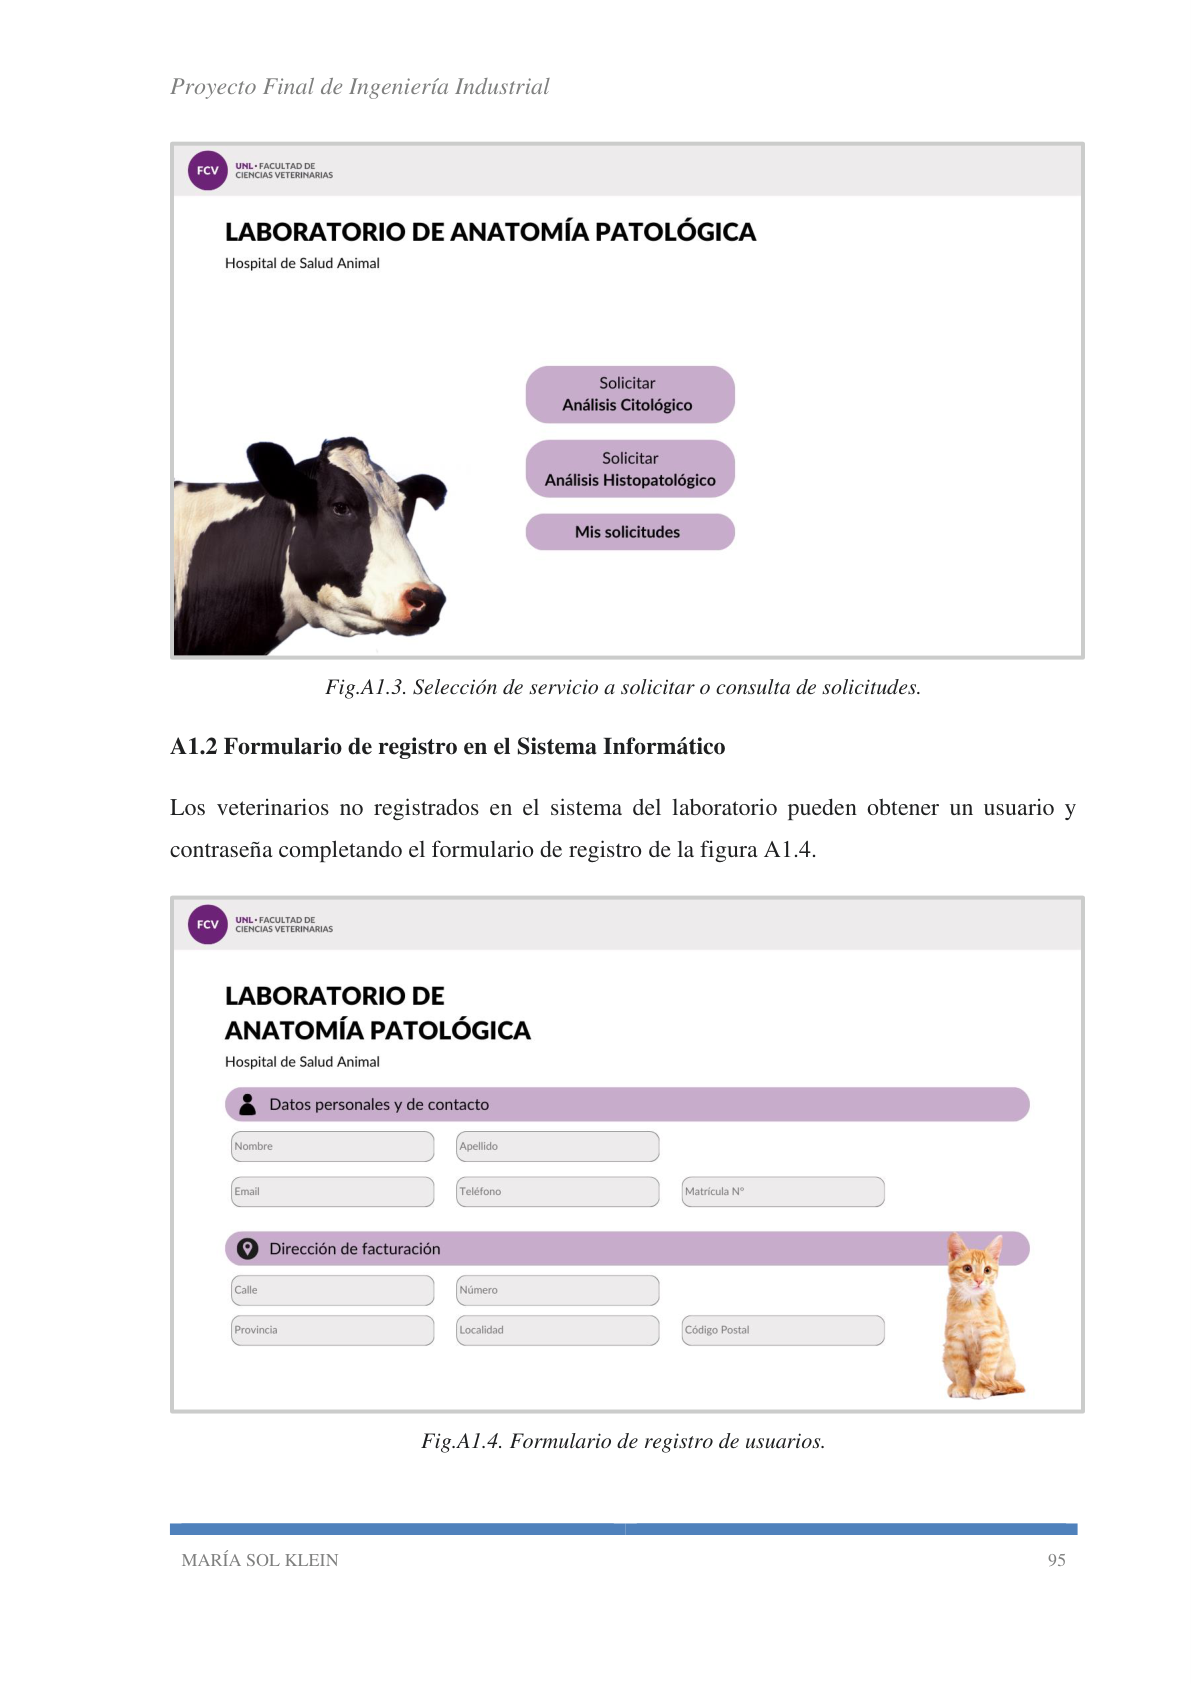 Proyecto Final de Ingeniería Industrial
FCV
UNL • FACULTAD DE
CIENCIAS VETERINARIAS
LABORATORIO DE ANATOMÍA PATOLÓGICA
Hospital de Salud Animal
Solicitar
Análisis Citológico
Solicitar
Análisis Histopatológico
Mis solicitudes
Fig.A1.3. Selección de servicio a solicitar o consulta de solicitudes.
A1.2 Formulario de registro en el Sistema Informático
Los veterinarios no registrados en el sistema del laboratorio pueden obtener un usuario y
contraseña completando el formulario de registro de la figura A1.4.
FCV
UNL • FACULTAD DE
CIENCIAS VETERINARIAS
LABORATORIO DE
ANATOMÍA PATOLÓGICA
Hospital de Salud Animal
Datos personales y de contacto
Nombre
Apellido
Email
Teléfono
Matrícula N°
Dirección de facturación
Calle
Número
Provincia
Localidad
Código Postal
Fig.A1.4. Formulario de registro de usuarios.
MARÍA SOL KLEIN
95